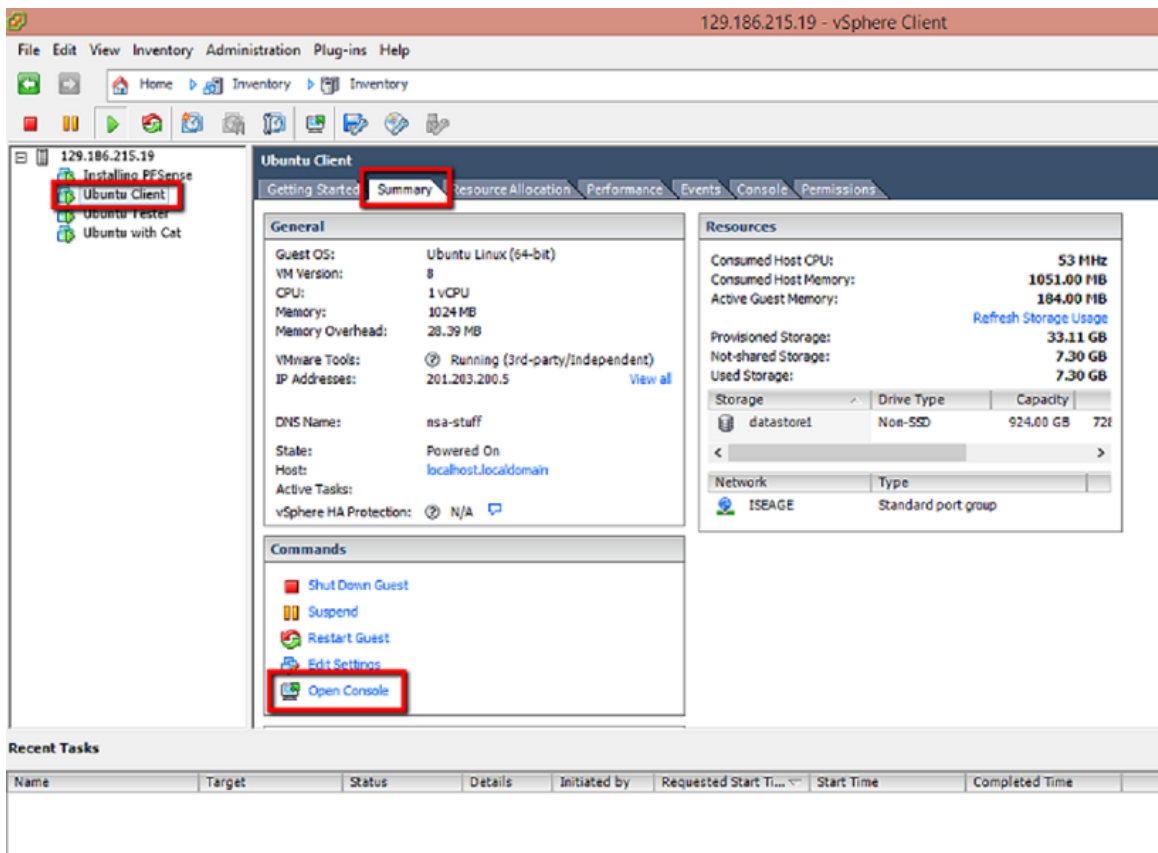 129.186.215.19 - vSphere Client
File Edit View Inventory Administration Plug-ins Help
Home Inventory Inventory
129.186.215.19
Installing PFSense
Ubuntu Client
Ubuntu Tester
Ubuntu with Cat
Ubuntu Client
Getting Started Summary Resource Allocation Performance Events Console Permissions
General
Guest OS: Ubuntu Linux (64-bit)
VM Version: 8
CPU: 1 vCPU
Memory: 1024 MB
Memory Overhead: 28.39 MB
VMware Tools: Running (3rd-party/Independent)
IP Addresses: 201.203.200.5 View all
DNS Name: nsa-stuff
State: Powered On
Host: localhost.localdomain
Active Tasks:
vSphere HA Protection: N/A
Commands
Shut Down Guest
Suspend
Restart Guest
Edit Settings
Open Console
Resources
Consumed Host CPU: 53 MHz
Consumed Host Memory: 1051.00 MB
Active Guest Memory: 184.00 MB
Refresh Storage Usage
Provisioned Storage: 33.11 GB
Not-shared Storage: 7.30 GB
Used Storage: 7.30 GB
Storage Drive Type Capacity
datastore1 Non-SSD 924.00 GB 728
Network Type
ISEAGE Standard port group
Recent Tasks
Name Target Status Details Initiated by Requested Start Ti... Start Time Completed Time